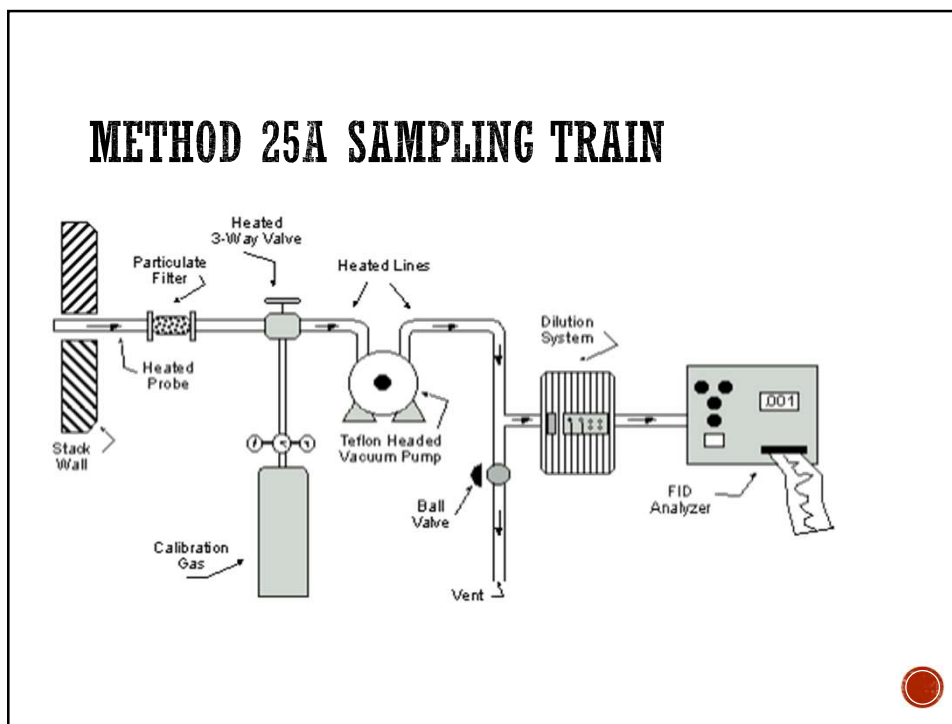 METHOD 25A SAMPLING TRAIN
Heated
3-Way Valve
Particulate
Filter
Heated Lines
Dilution
System
Heated
Probe
.001
Stack
Wall
Teflon Headed
Vacuum Pump
Ball
Valve
FID
Analyzer
Calibration
Gas
Vent